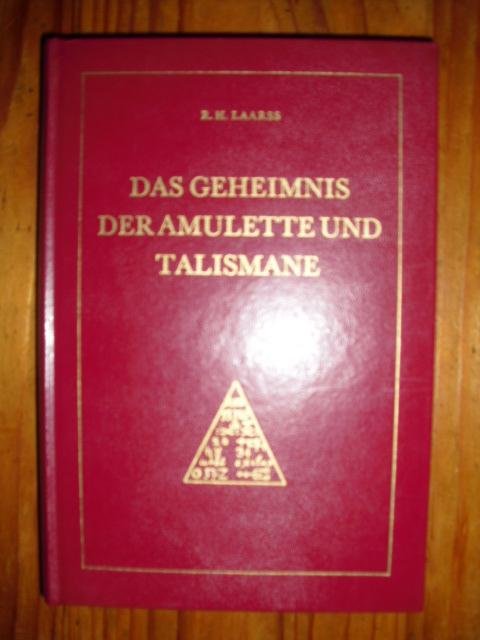 R. H. LAARSS
DAS GEHEIMNIS
DER AMULETTE UND
TALISMANE